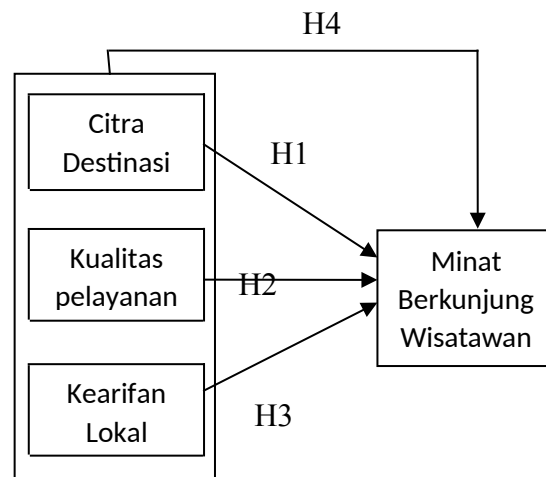 H4
Citra
Destinasi
H1
Kualitas
pelayanan
H2
Minat
Berkunjung
Wisatawan
Kearifan
Lokal
H3